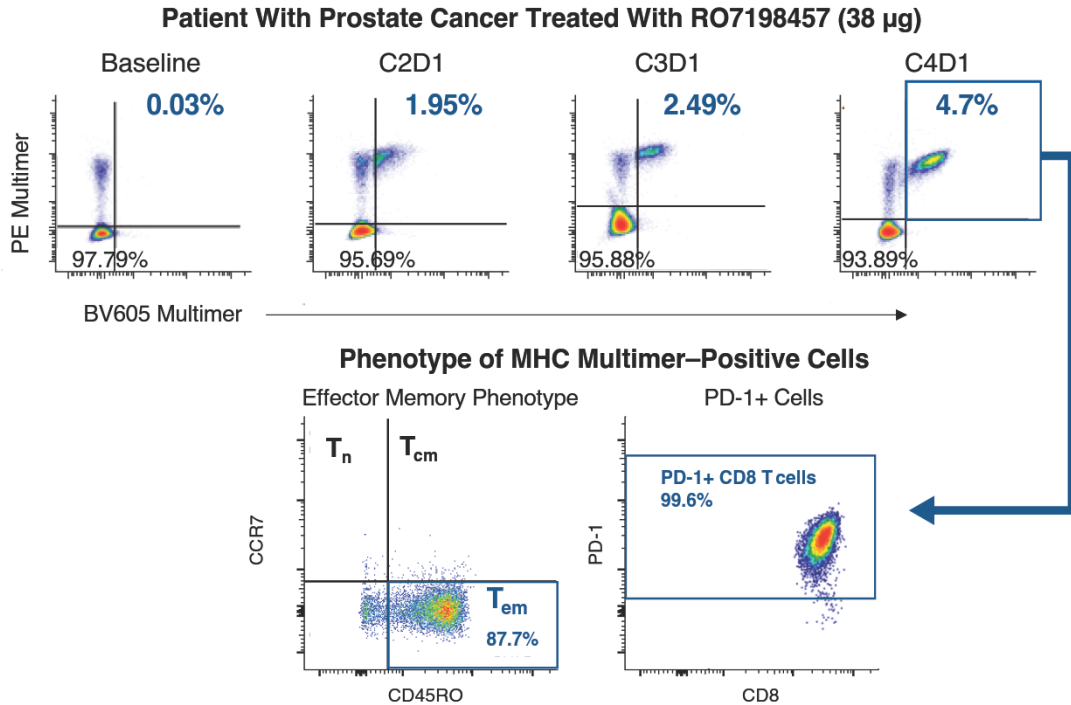 Patient With Prostate Cancer Treated With RO7198457 (38 µg)
Baseline
C2D1
C3D1
C4D1
0.03%
1.95%
2.49%
4.7%
PE Multimer
97.79%
95.69%
95.88%
93.89%
BV605 Multimer
Phenotype of MHC Multimer–Positive Cells
Effector Memory Phenotype
PD-1+ Cells
Tn
Tcm
PD-1+ CD8 T cells
99.6%
CCR7
PD-1
Tem
87.7%
CD45RO
CD8